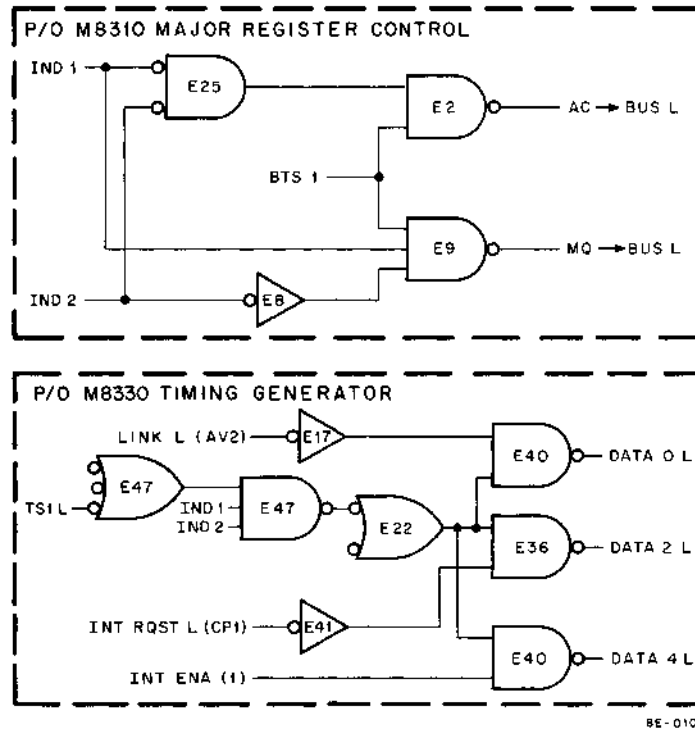 P/O M8310 MAJOR REGISTER CONTROL
IND 1
E25
E2
AC → BUS L
BTS 1
E9
MQ → BUS L
IND 2
E8
P/O M8330 TIMING GENERATOR
LINK L (AV2)
E17
E40
DATA 0 L
E47
TS1 L
IND 1
IND 2
E47
E22
E36
DATA 2 L
INT RQST L (CP1)
E41
INT ENA (1)
E40
DATA 4 L
8E-010